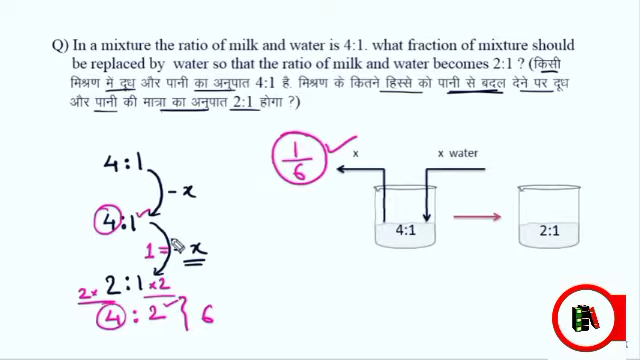 Q) In a mixture the ratio of milk and water is 4:1. what fraction of mixture should
be replaced by water so that the ratio of milk and water becomes 2:1 ? (किसी
मिश्रण में दूध और पानी का अनुपात 4:1 है. मिश्रण के कितने हिस्से को पानी से बदल देने पर दूध
और पानी की मात्रा का अनुपात 2:1 होगा ?)
1/6
x
x water
4:1
- x
4:1
4:1
2:1
1 = x
2× 2:1 ×2
4 : 2 } 6